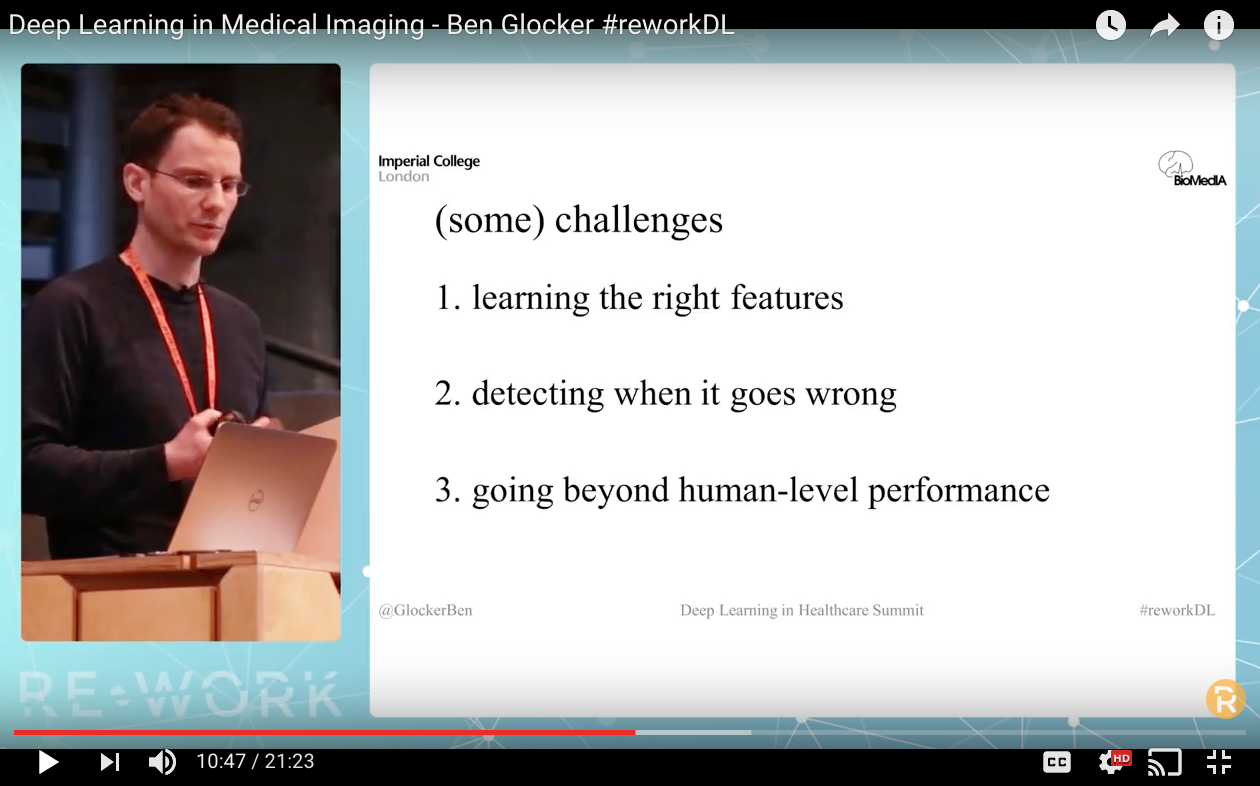 Deep Learning in Medical Imaging - Ben Glocker #reworkDL
Imperial College
London
BioMedIA
(some) challenges
1. learning the right features
2. detecting when it goes wrong
3. going beyond human-level performance
@GlockerBen
Deep Learning in Healthcare Summit
#reworkDL
RE•WORK
R
10:47 / 21:23
CC
HD